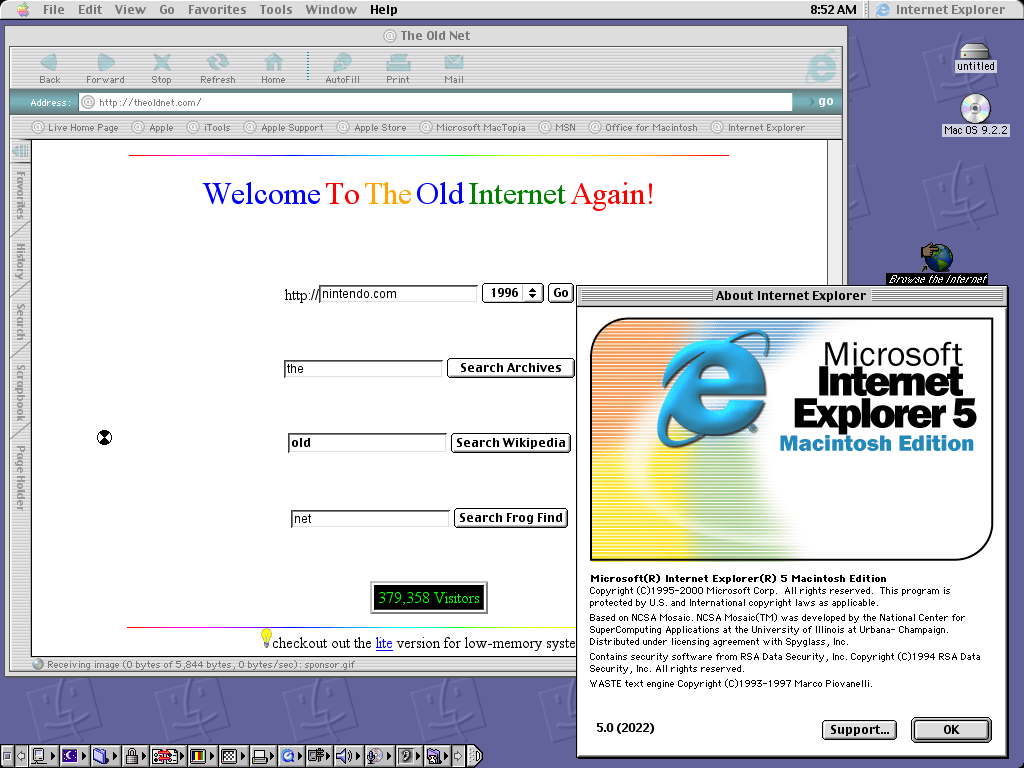 File Edit View Go Favorites Tools Window Help 8:52 AM Internet Explorer
The Old Net
Back Forward Stop Refresh Home AutoFill Print Mail
Address: http://theoldnet.com/ go
Live Home Page Apple iTools Apple Support Apple Store Microsoft MacTopia MSN Office for Macintosh Internet Explorer
Favorites
History
Search
Scrapbook
Page Holder
Welcome To The Old Internet Again!
http://nintendo.com 1996 Go
the Search Archives
old Search Wikipedia
net Search Frog Find
379,358 Visitors
checkout out the lite version for low-memory syste
Receiving image (0 bytes of 5,844 bytes, 0 bytes/sec): sponsor.gif
untitled
Mac OS 9.2.2
Browse the Internet
About Internet Explorer
Microsoft
Internet
Explorer 5
Macintosh Edition
Microsoft(R) Internet Explorer(R) 5 Macintosh Edition
Copyright (C)1995-2000 Microsoft Corp. All rights reserved. This program is
protected by U.S. and International copyright laws as applicable.
Based on NCSA Mosaic. NCSA Mosaic(TM) was developed by the National Center for
SuperComputing Applications at the University of Illinois at Urbana- Champaign.
Distributed under licensing agreement with Spyglass, Inc.
Contains security software from RSA Data Security, Inc. Copyright (C)1994 RSA Data
Security, Inc. All rights reserved.
WASTE text engine Copyright (C)1993-1997 Marco Piovanelli.
5.0 (2022) Support... OK